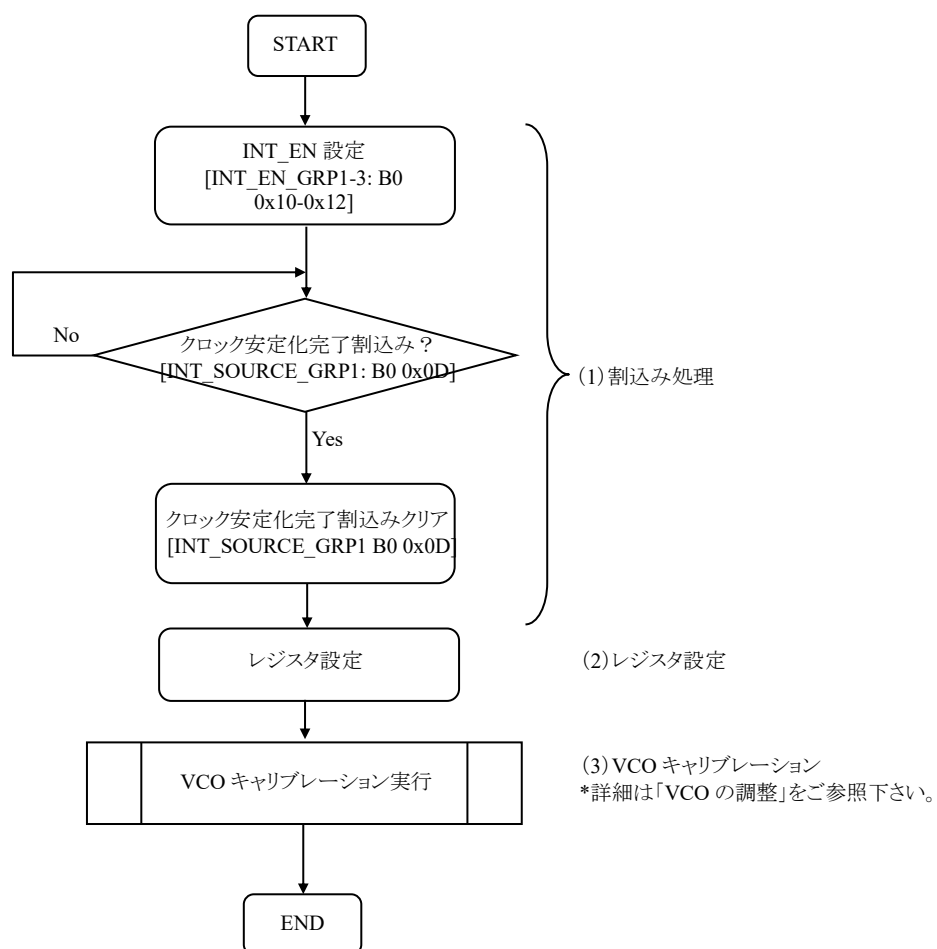 START
INT_EN 設定
[INT_EN_GRP1-3: B0
0x10-0x12]
No
クロック安定化完了割込み？
[INT_SOURCE_GRP1: B0 0x0D]
(1)割込み処理
Yes
クロック安定化完了割込みクリア
[INT_SOURCE_GRP1 B0 0x0D]
レジスタ設定
(2)レジスタ設定
VCO キャリブレーション実行
(3)VCO キャリブレーション
*詳細は「VCO の調整」をご参照下さい。
END